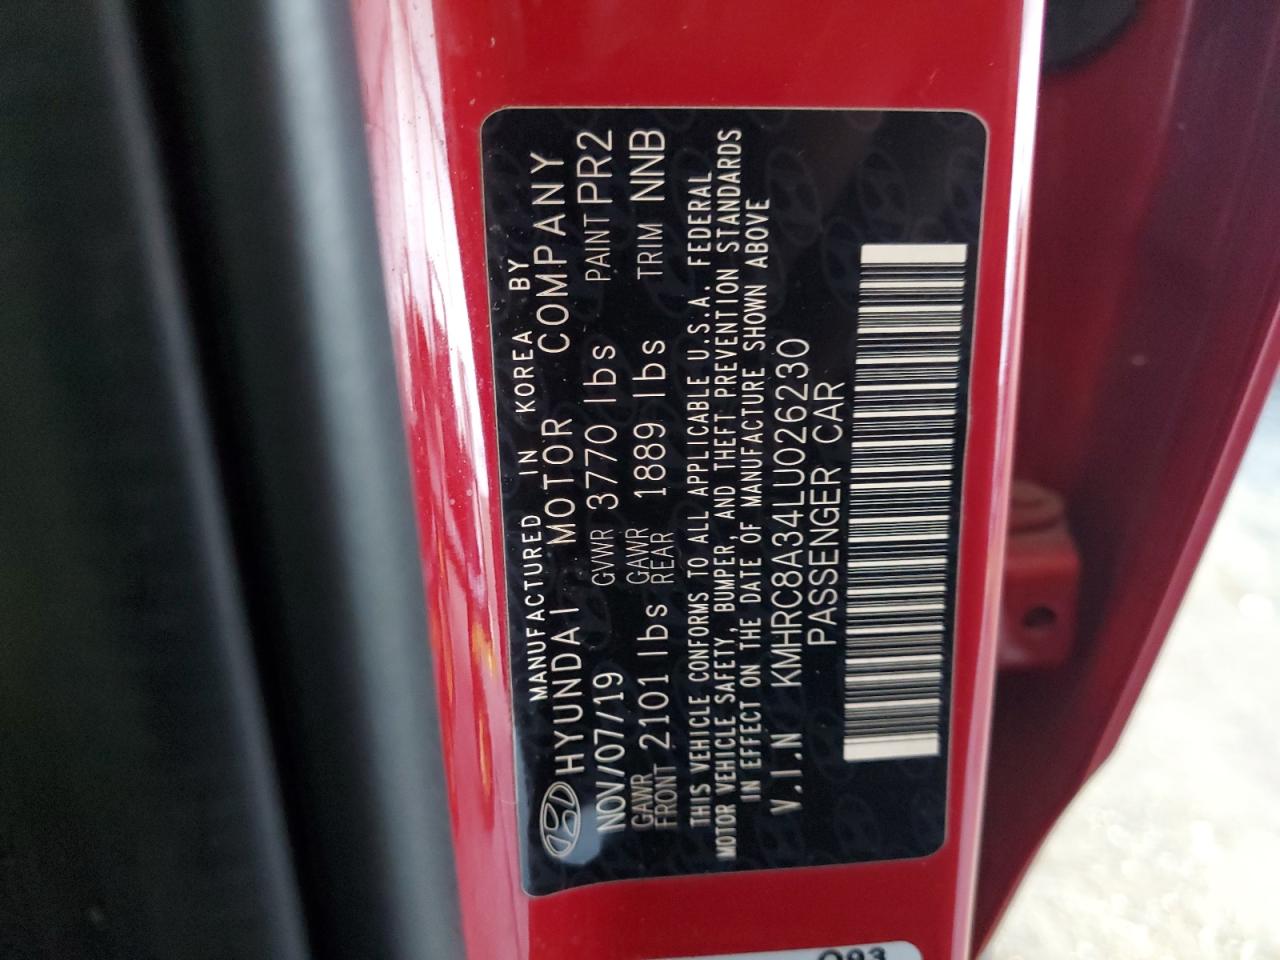 MANUFACTURED IN KOREA BY
HYUNDAI MOTOR COMPANY
NOV/07/19 GVWR 3770 lbs PAINT PR2
GAWR FRONT 2101 lbs GAWR REAR 1889 lbs TRIM NNB
THIS VEHICLE CONFORMS TO ALL APPLICABLE U.S.A. FEDERAL
MOTOR VEHICLE SAFETY, BUMPER, AND THEFT PREVENTION STANDARDS
IN EFFECT ON THE DATE OF MANUFACTURE SHOWN ABOVE
V.I.N KMHRC8A34LU026230
PASSENGER CAR